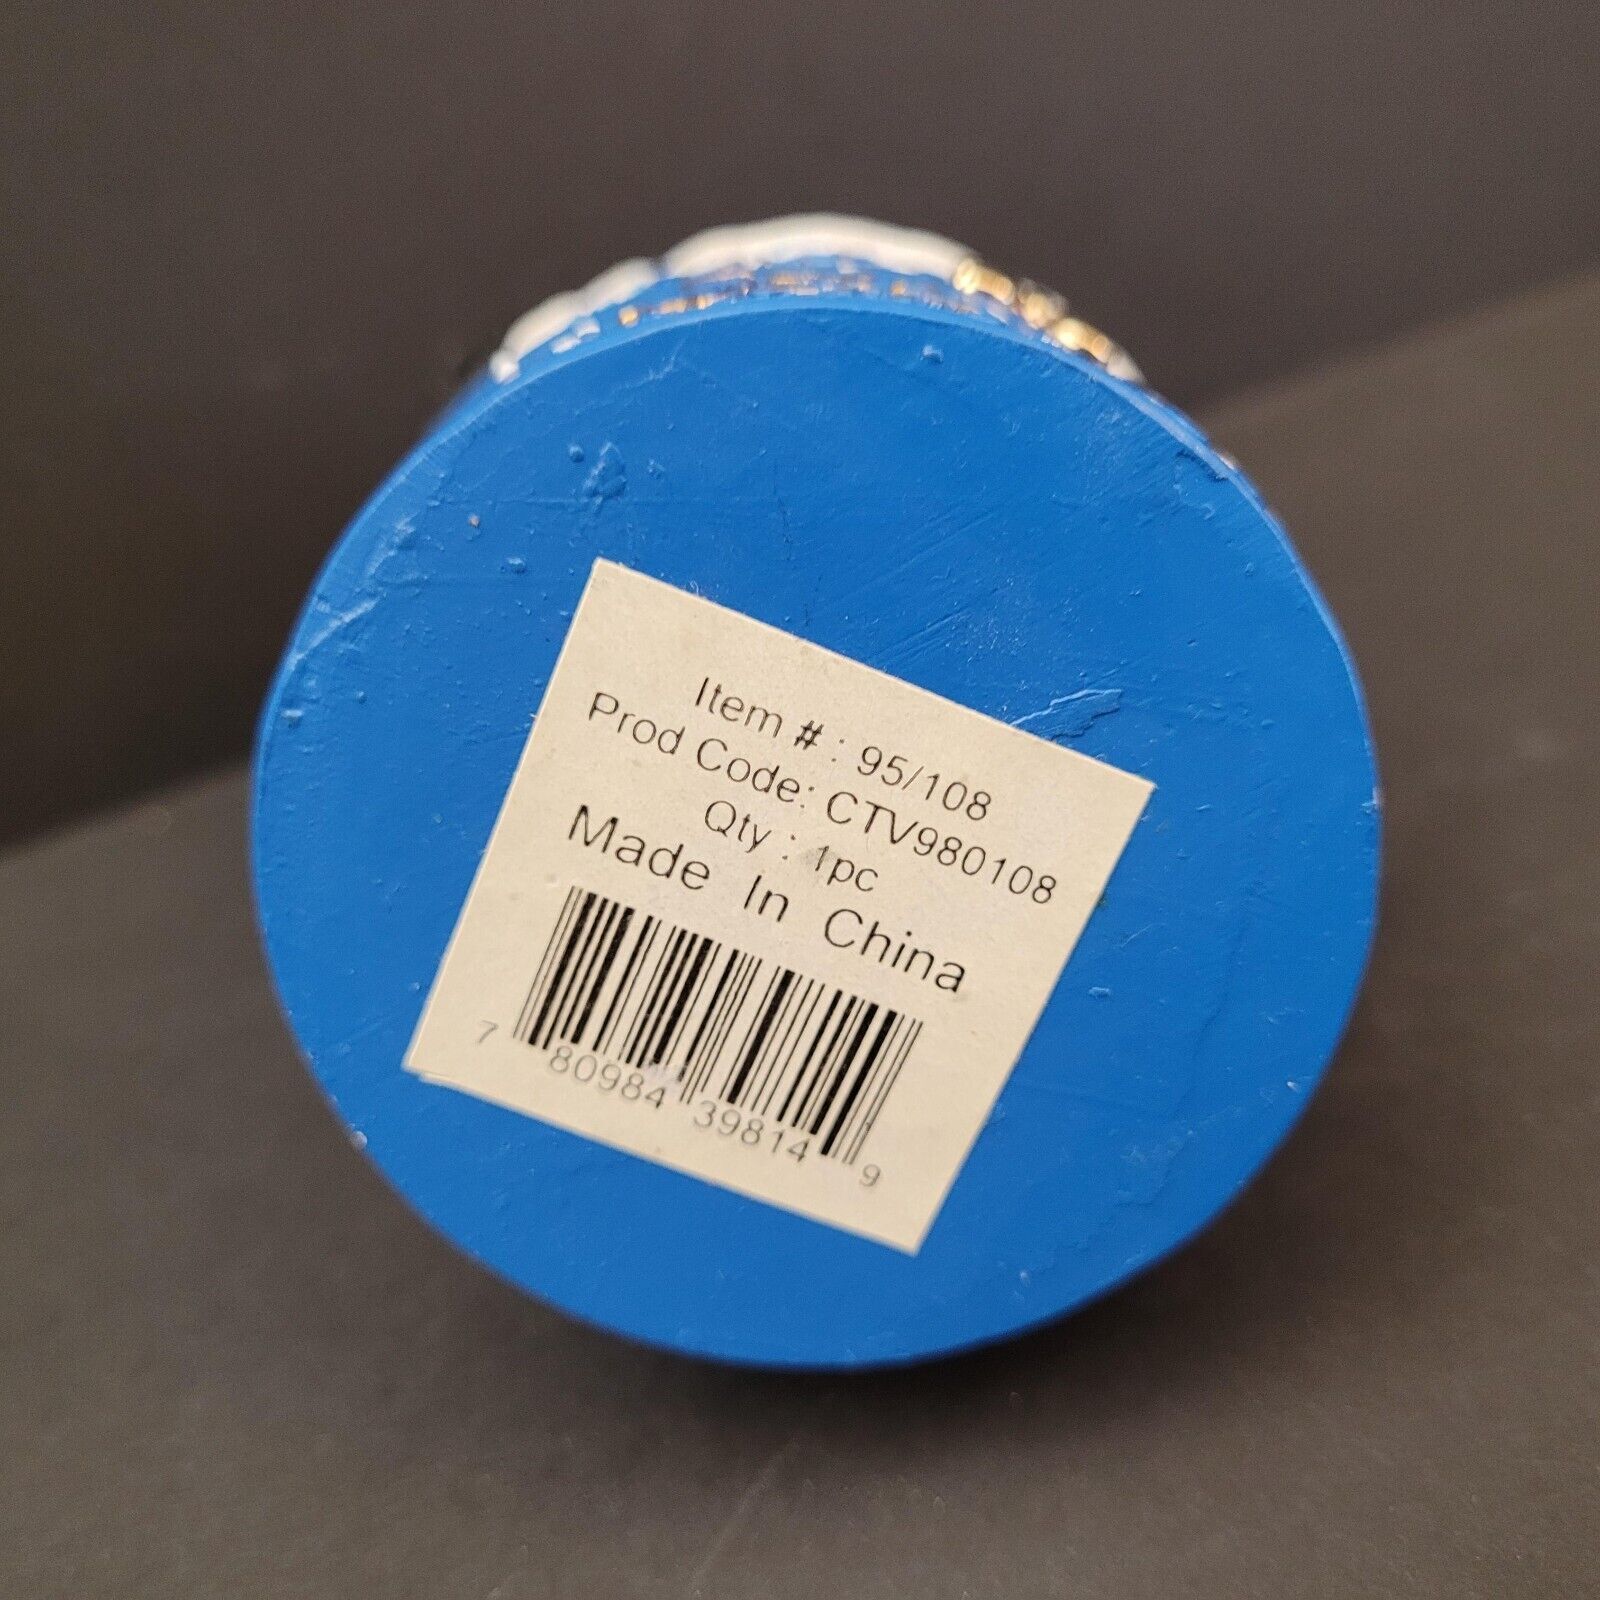 Item # : 95/108
Prod Code: CTV980108
Qty : 1pc
Made In China
7 80984 39814 9